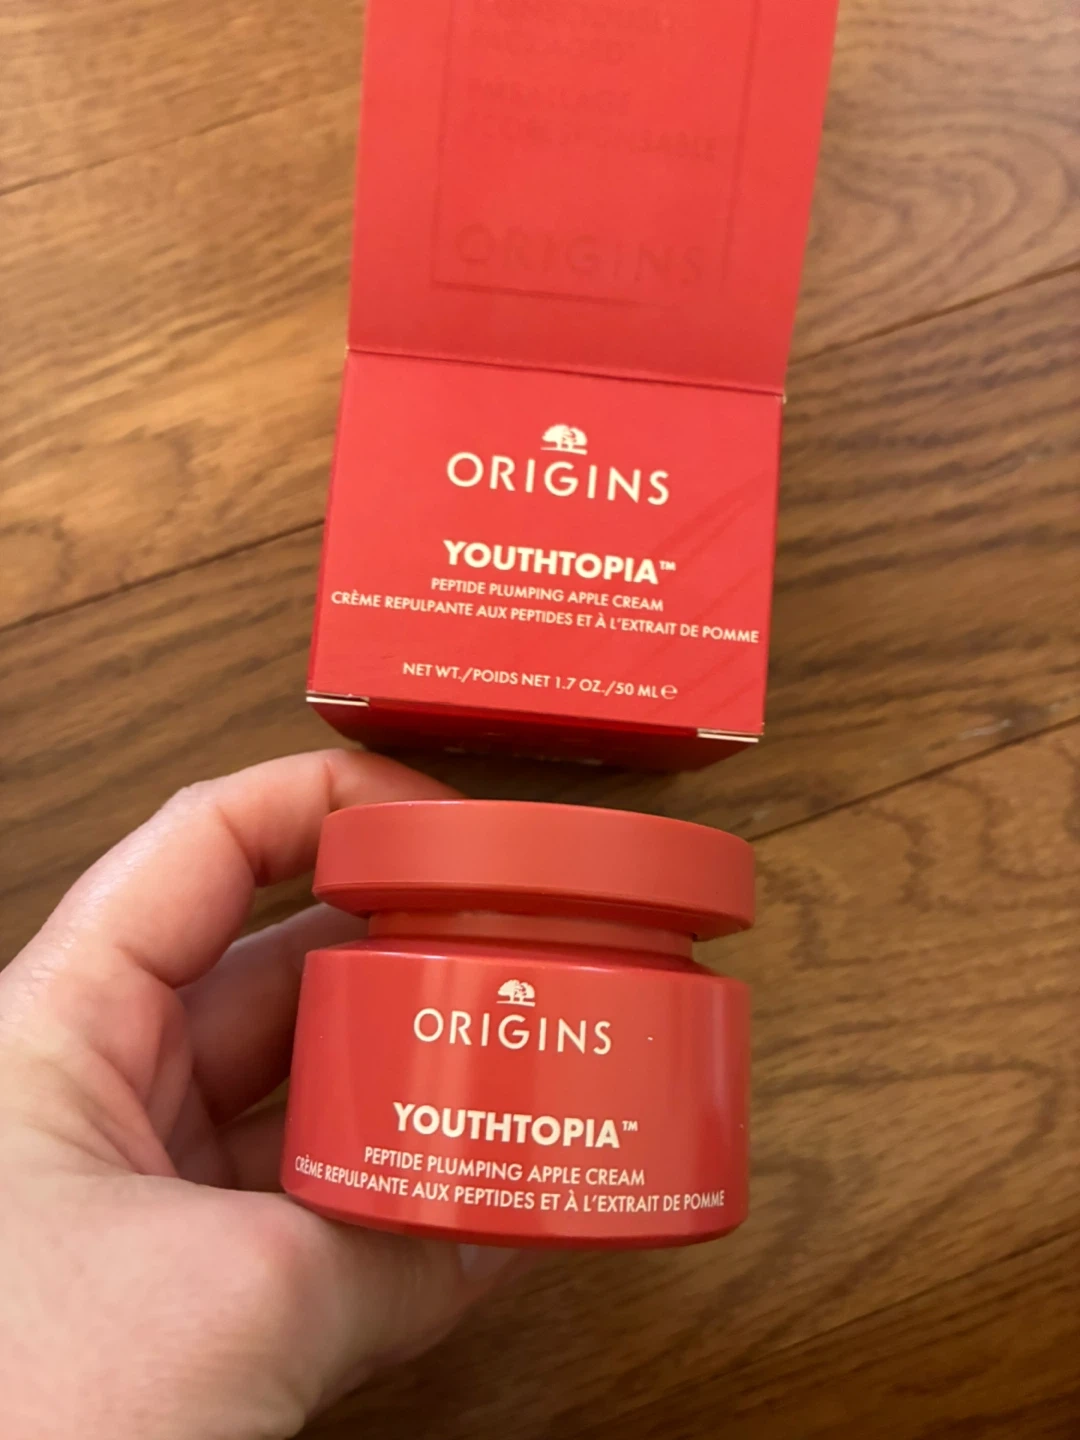 ORIGINS
ORIGINS
YOUTHTOPIA™
PEPTIDE PLUMPING APPLE CREAM
CRÈME REPULPANTE AUX PEPTIDES ET À L'EXTRAIT DE POMME
NET WT./POIDS NET 1.7 OZ./50 ML ℮
ORIGINS
YOUTHTOPIA™
PEPTIDE PLUMPING APPLE CREAM
CRÈME REPULPANTE AUX PEPTIDES ET À L'EXTRAIT DE POMME